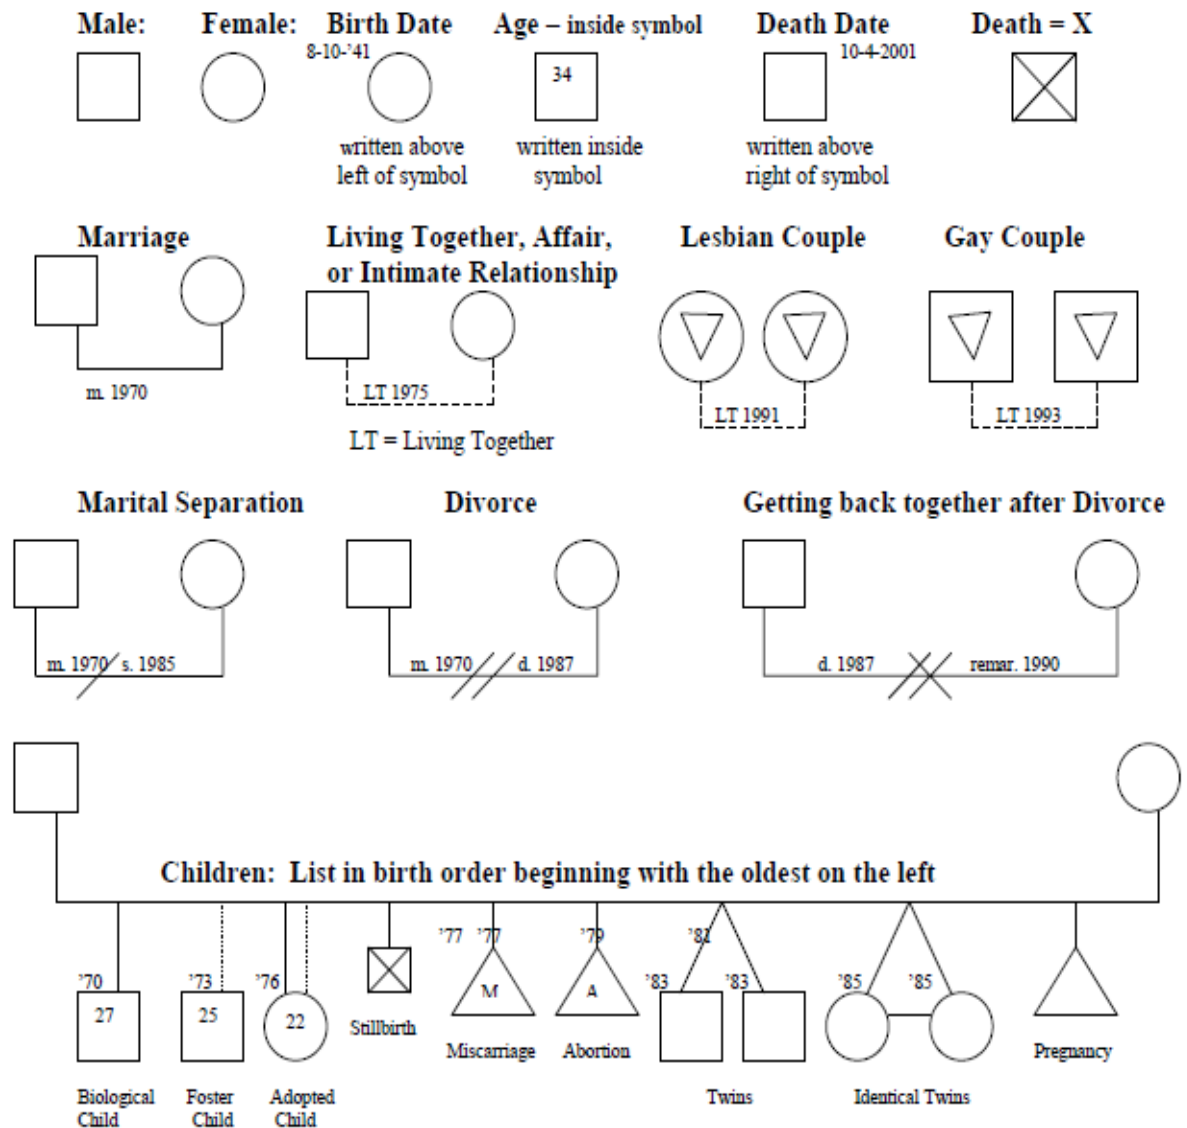 Male: Female: Birth Date Age – inside symbol Death Date Death = X
8-10-'41 10-4-2001
34
written above written inside written above
left of symbol symbol right of symbol
Marriage Living Together, Affair, Lesbian Couple Gay Couple
or Intimate Relationship
m. 1970 LT 1975 LT 1991 LT 1993
LT = Living Together
Marital Separation Divorce Getting back together after Divorce
m. 1970 s. 1985 m. 1970 d. 1987 d. 1987 remar. 1990
Children: List in birth order beginning with the oldest on the left
'77 '77 '79 '81
'70 '73 '76 '83 '83 '85 '85
27 25 22 M A
Stillbirth
Miscarriage Abortion Pregnancy
Biological Foster Adopted Twins Identical Twins
Child Child Child